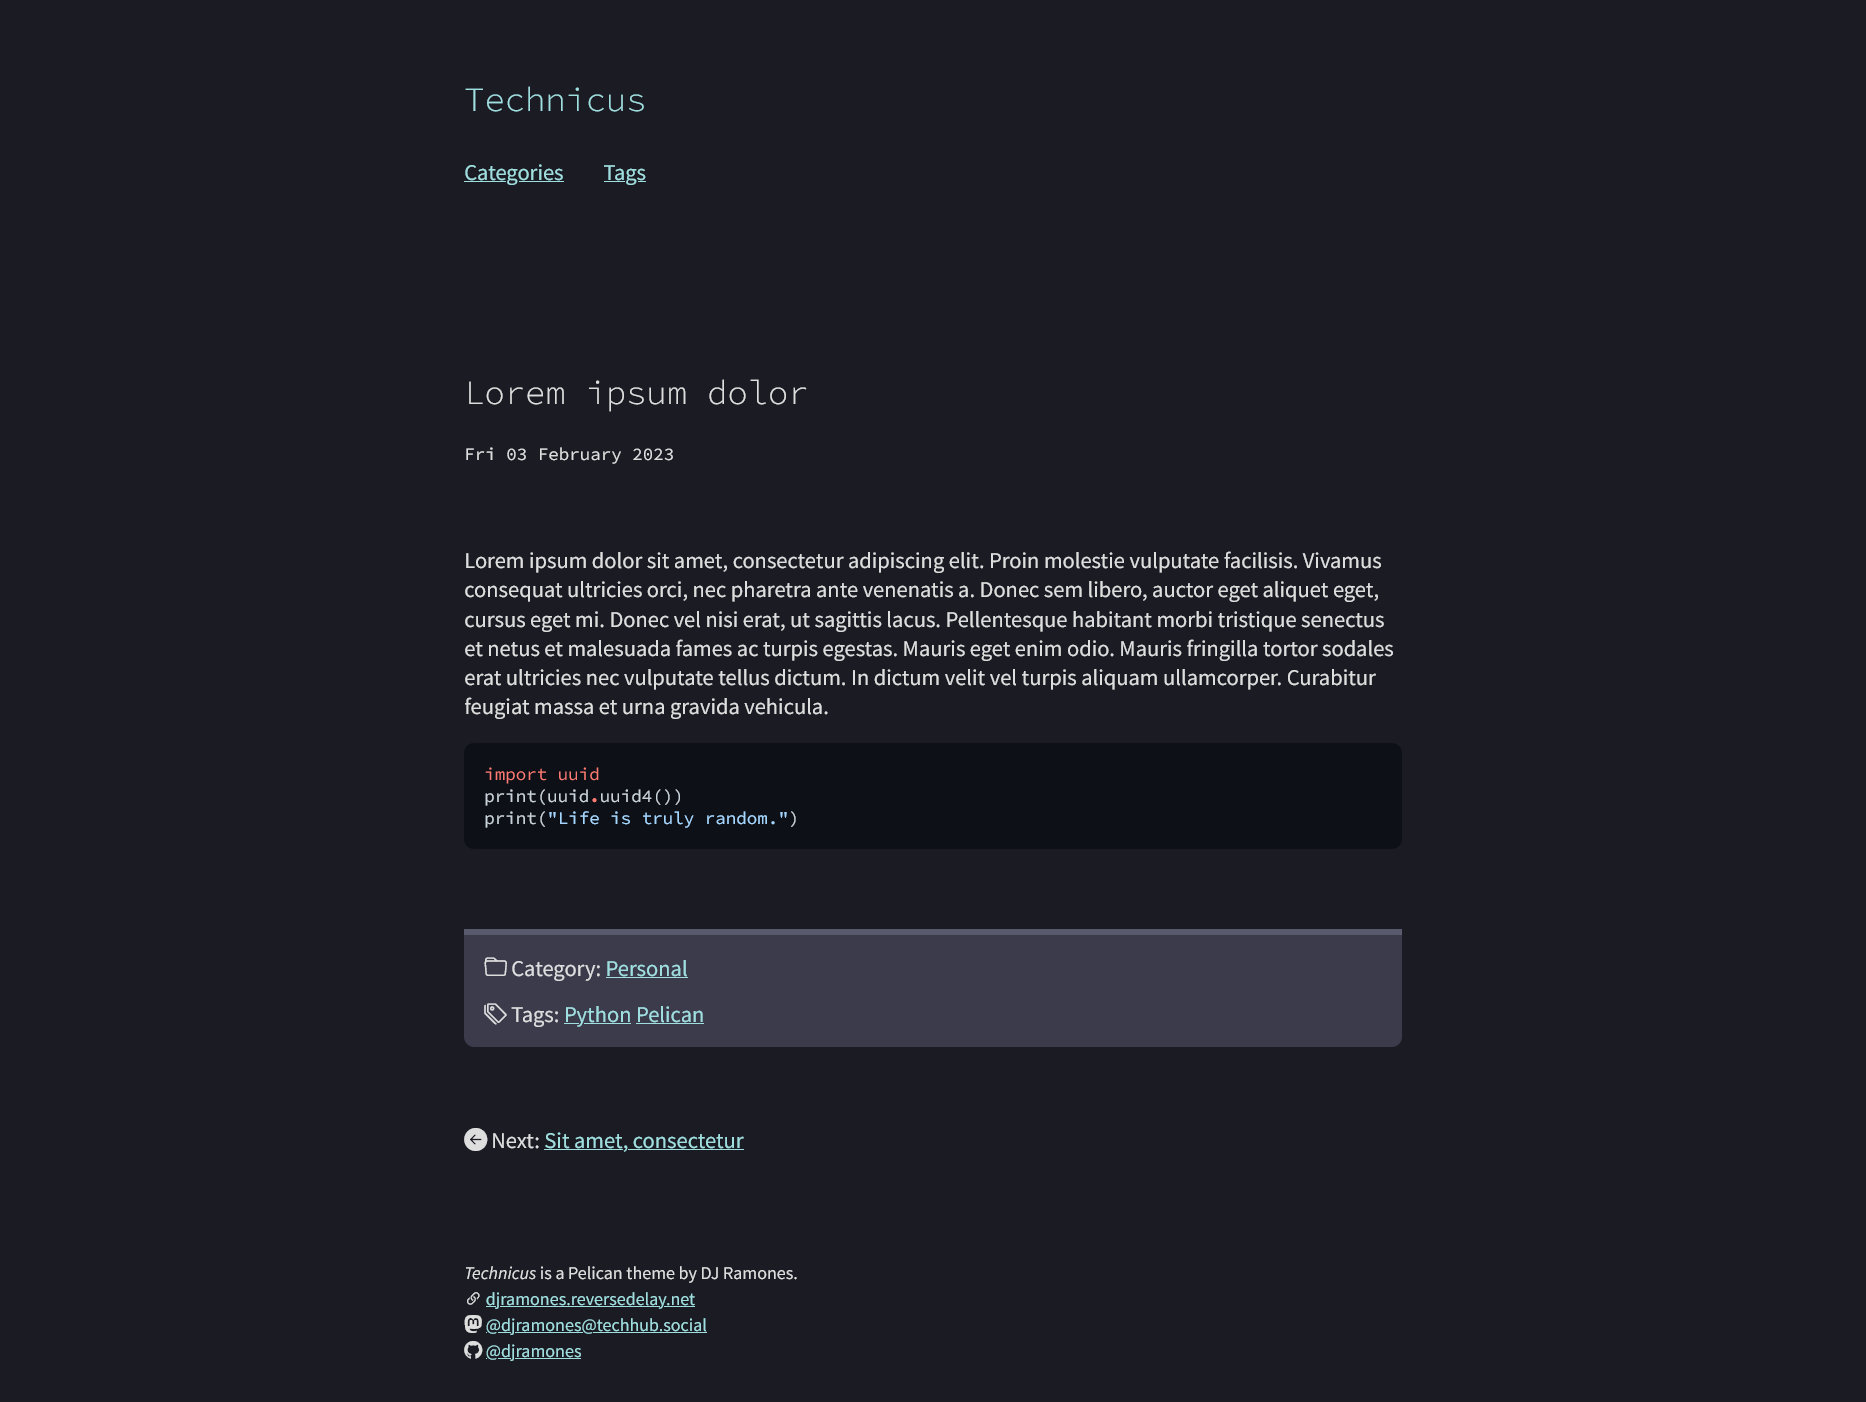 Technicus
Categories Tags
Lorem ipsum dolor
Fri 03 February 2023
Lorem ipsum dolor sit amet, consectetur adipiscing elit. Proin molestie vulputate facilisis. Vivamus
consequat ultricies orci, nec pharetra ante venenatis a. Donec sem libero, auctor eget aliquet eget,
cursus eget mi. Donec vel nisi erat, ut sagittis lacus. Pellentesque habitant morbi tristique senectus
et netus et malesuada fames ac turpis egestas. Mauris eget enim odio. Mauris fringilla tortor sodales
erat ultricies nec vulputate tellus dictum. In dictum velit vel turpis aliquam ullamcorper. Curabitur
feugiat massa et urna gravida vehicula.
import uuid
print(uuid.uuid4())
print("Life is truly random.")
Category: Personal
Tags: Python Pelican
Next: Sit amet, consectetur
Technicus is a Pelican theme by DJ Ramones.
djramones.reversedelay.net
@djramones@techhub.social
@djramones